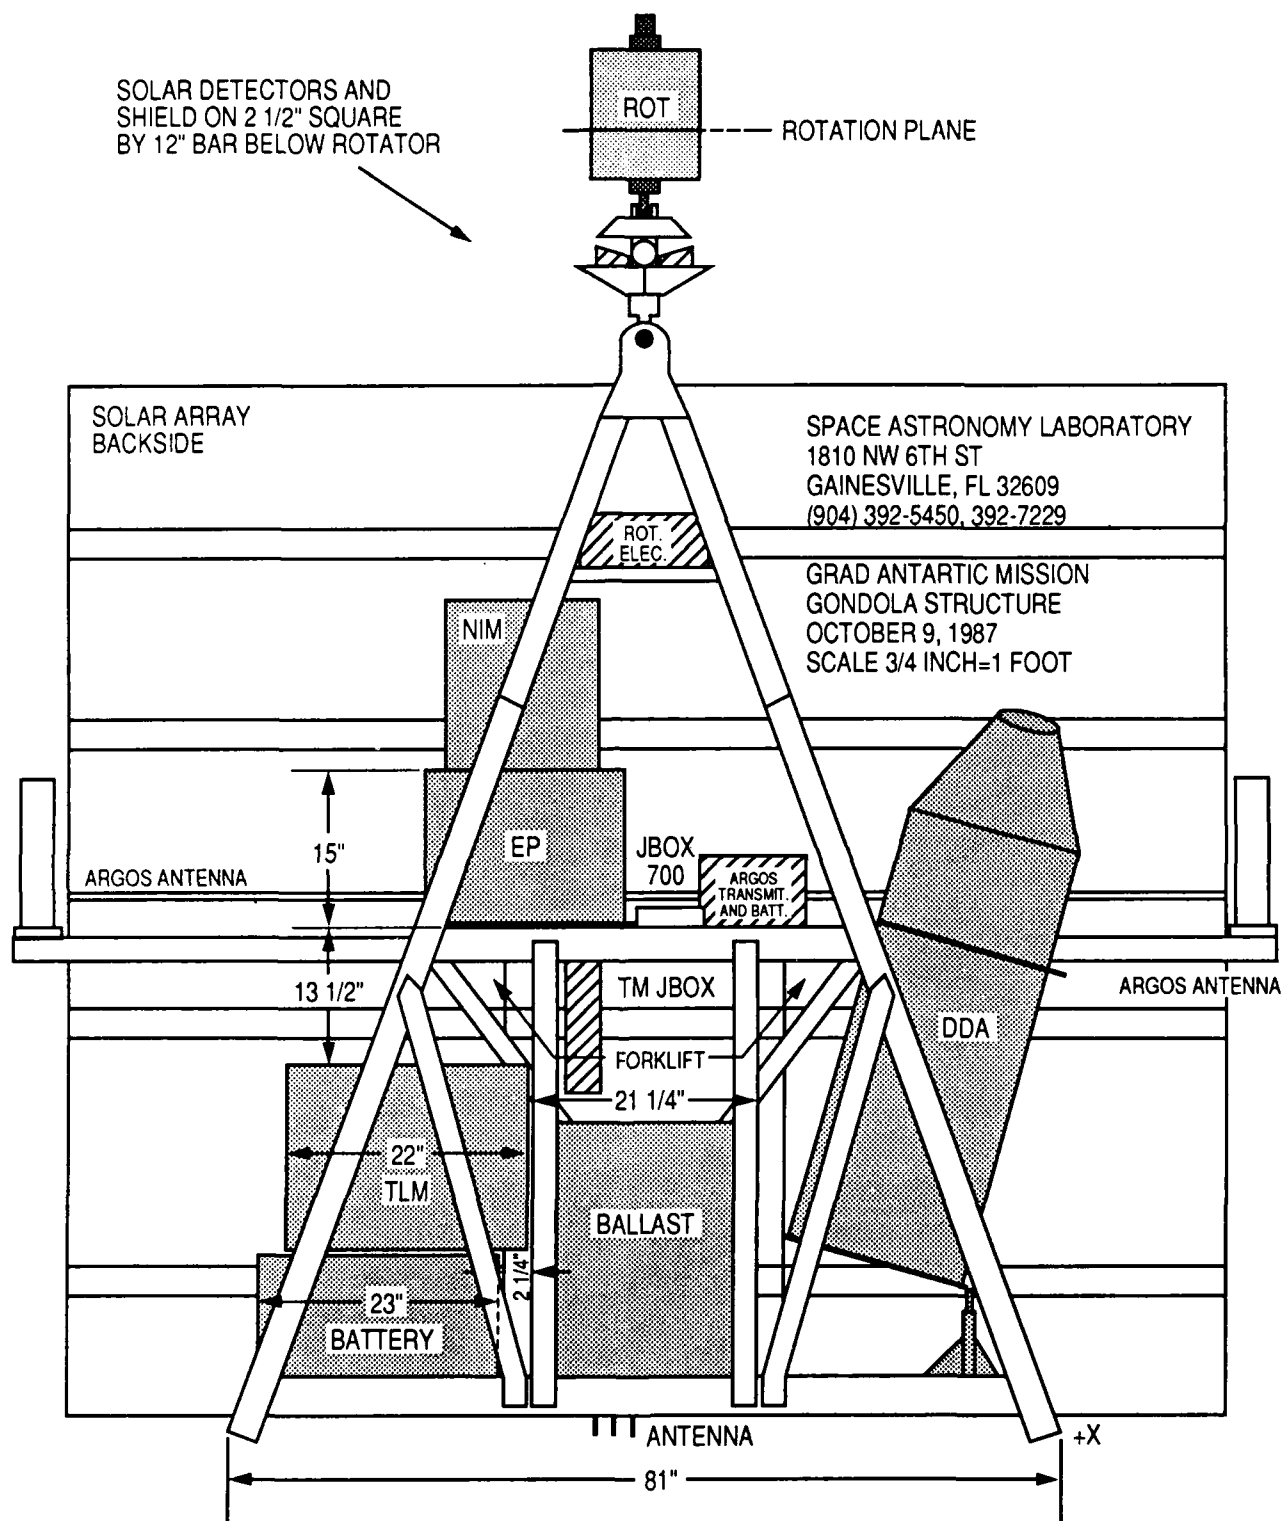 ROT
ROTATION PLANE
SOLAR DETECTORS AND
SHIELD ON 2 1/2" SQUARE
BY 12" BAR BELOW ROTATOR
SOLAR ARRAY
BACKSIDE
SPACE ASTRONOMY LABORATORY
1810 NW 6TH ST
GAINESVILLE, FL 32609
(904) 392-5450, 392-7229
ROT.
ELEC.
GRAD ANTARTIC MISSION
GONDOLA STRUCTURE
OCTOBER 9, 1987
SCALE 3/4 INCH=1 FOOT
NIM
15"
EP
JBOX
700
ARGOS
TRANSMIT.
AND BATT.
ARGOS ANTENNA
13 1/2"
TM JBOX
ARGOS ANTENNA
DDA
FORKLIFT
21 1/4"
22"
TLM
BALLAST
2 1/4"
23"
BATTERY
ANTENNA
+X
81"